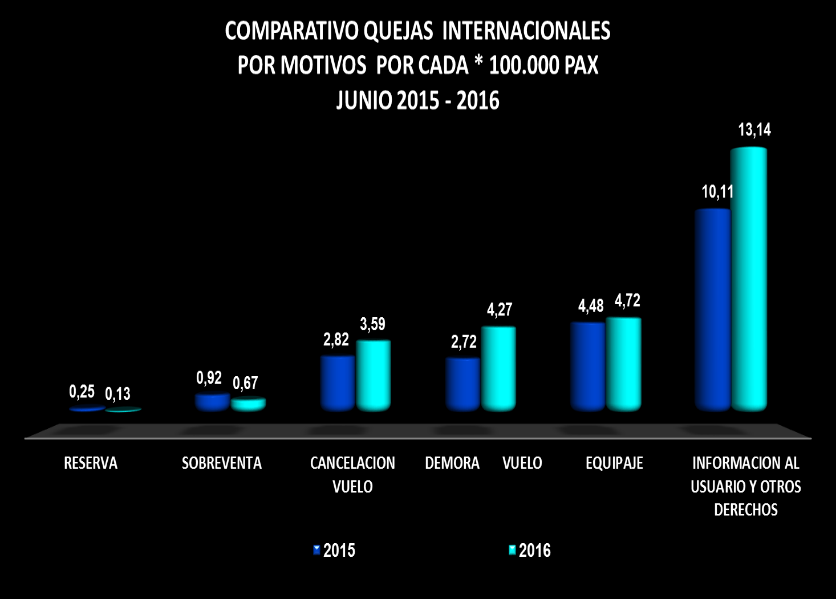 COMPARATIVO QUEJAS INTERNACIONALES
POR MOTIVOS POR CADA * 100.000 PAX
JUNIO 2015 - 2016
0,25
0,13
0,92
0,67
2,82
3,59
2,72
4,27
4,48
4,72
10,11
13,14
RESERVA
SOBREVENTA
CANCELACION
VUELO
DEMORA VUELO
EQUIPAJE
INFORMACION AL
USUARIO Y OTROS
DERECHOS
2015
2016